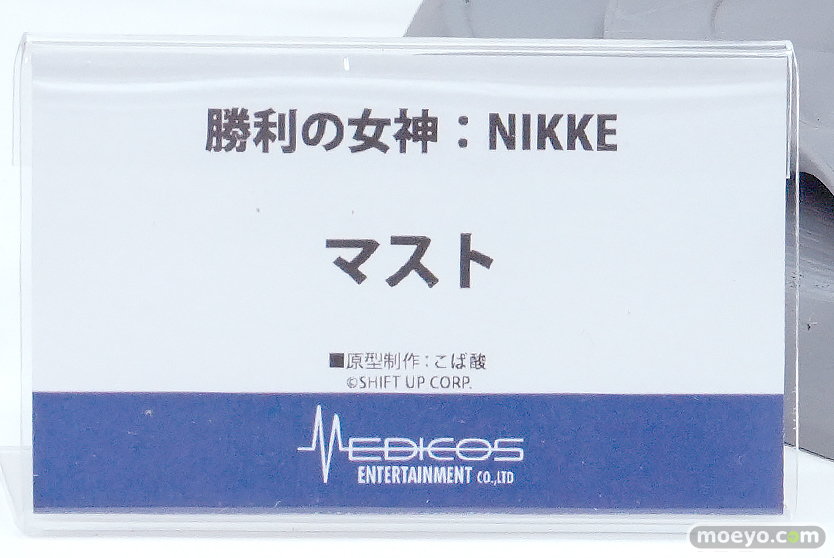 勝利の女神：NIKKE
マスト
■原型制作：こば酸
©SHIFT UP CORP.
MEDICOS
ENTERTAINMENT CO.,LTD
moeyo.com